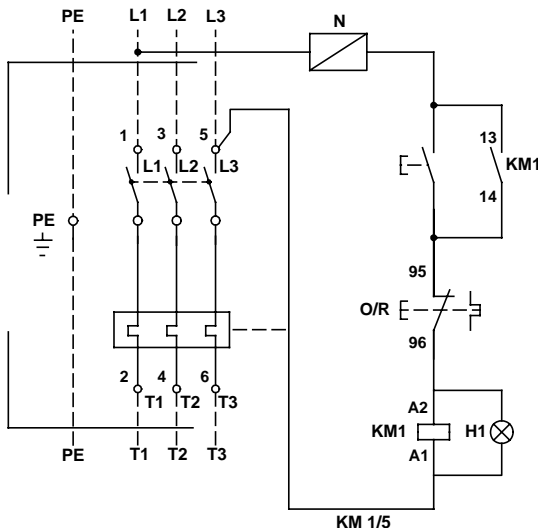 PE L1 L2 L3
N
1 3 5
13
L1 L2 L3
KM1
14
PE
95
O/R
96
2 4 6
T1 T2 T3
A2
KM1 H1
A1
PE T1 T2 T3
KM 1/5